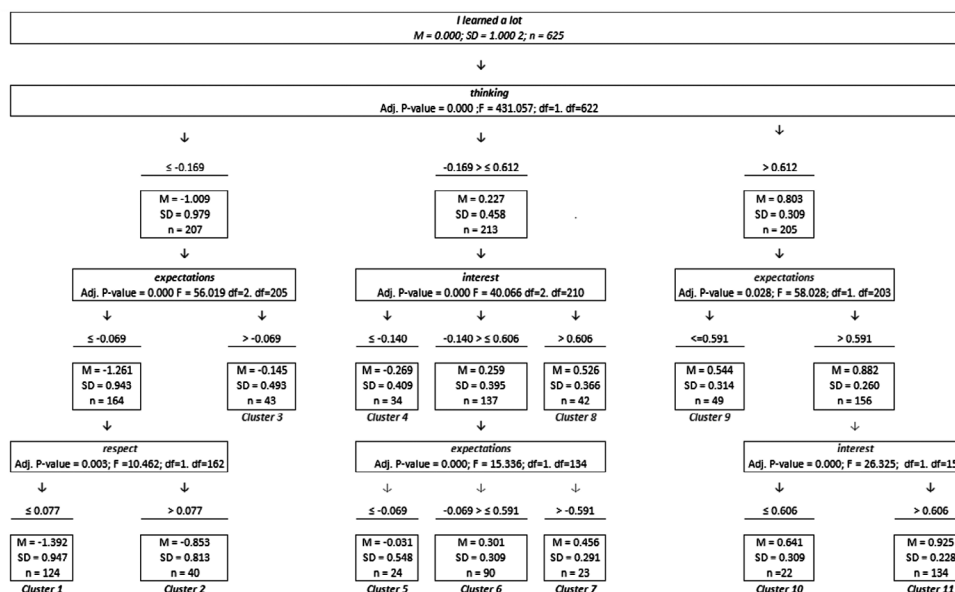 I learned a lot
M = 0.000; SD = 1.000 2; n = 625
thinking
Adj. P-value = 0.000 ;F = 431.057; df=1. df=622
≤ -0.169
-0.169 > ≤ 0.612
> 0.612
M = -1.009
SD = 0.979
n = 207
M = 0.227
SD = 0.458
n = 213
M = 0.803
SD = 0.309
n = 205
expectations
Adj. P-value = 0.000 F = 56.019 df=2. df=205
interest
Adj. P-value = 0.000 F = 40.066 df=2. df=210
expectations
Adj. P-value = 0.028; F = 58.028; df=1. df=203
≤ -0.069
> -0.069
≤ -0.140
-0.140 > ≤ 0.606
> 0.606
<=0.591
> 0.591
M = -1.261
SD = 0.943
n = 164
M = -0.145
SD = 0.493
n = 43
Cluster 3
M = -0.269
SD = 0.409
n = 34
Cluster 4
M = 0.259
SD = 0.395
n = 137
M = 0.526
SD = 0.366
n = 42
Cluster 8
M = 0.544
SD = 0.314
n = 49
Cluster 9
M = 0.882
SD = 0.260
n = 156
respect
Adj. P-value = 0.003; F =10.462; df=1. df=162
expectations
Adj. P-value = 0.000; F = 15.336; df=1. df=134
interest
Adj. P-value = 0.000; F = 26.325; df=1. df=15
≤ 0.077
> 0.077
≤ -0.069
-0.069 > ≤ 0.591
> -0.591
≤ 0.606
> 0.606
M = -1.392
SD = 0.947
n = 124
Cluster 1
M = -0.853
SD = 0.813
n = 40
Cluster 2
M = -0.031
SD = 0.548
n = 24
Cluster 5
M = 0.301
SD = 0.309
n = 90
Cluster 6
M = 0.456
SD = 0.291
n = 23
Cluster 7
M = 0.641
SD = 0.309
n =22
Cluster 10
M = 0.925
SD = 0.228
n = 134
Cluster 11